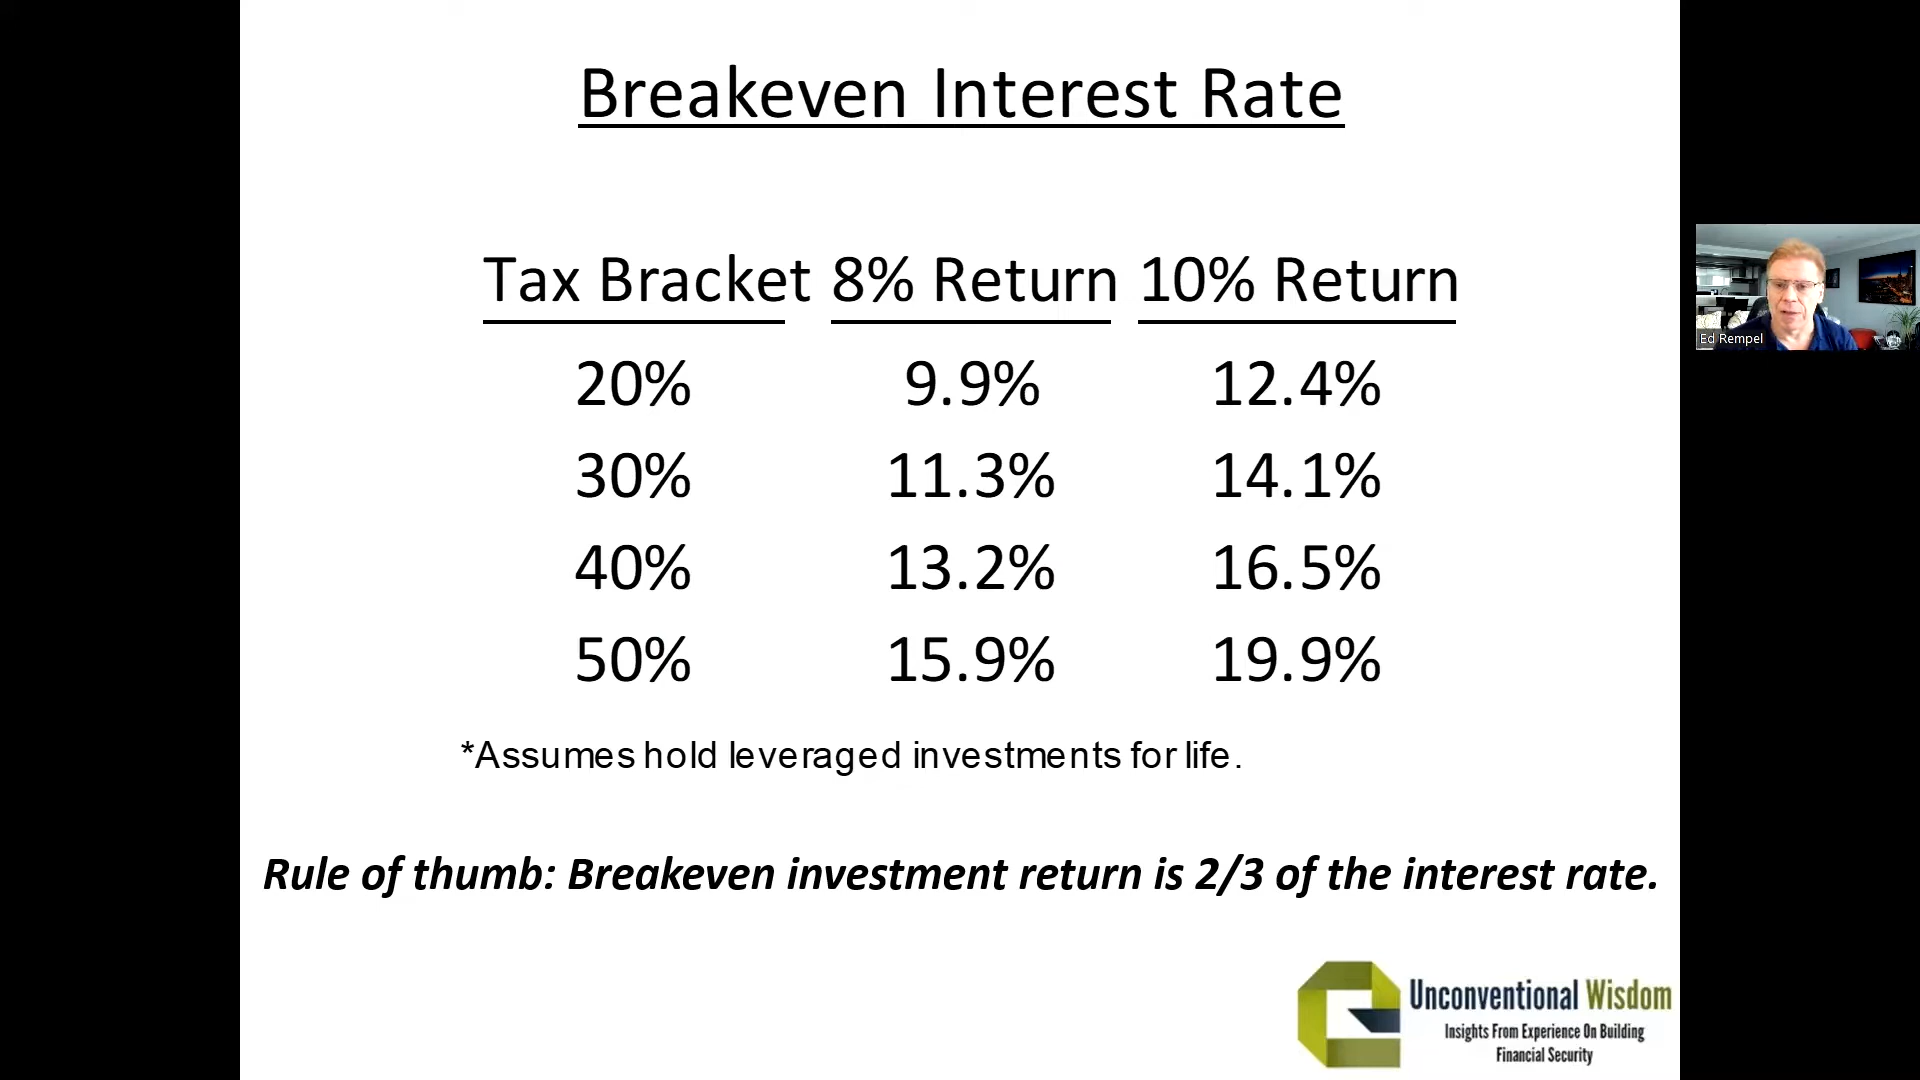 Breakeven Interest Rate
Tax Bracket 8% Return 10% Return
20% 9.9% 12.4%
30% 11.3% 14.1%
40% 13.2% 16.5%
50% 15.9% 19.9%
*Assumes hold leveraged investments for life.
Rule of thumb: Breakeven investment return is 2/3 of the interest rate.
Unconventional Wisdom
Insights From Experience On Building
Financial Security
Ed Rempel